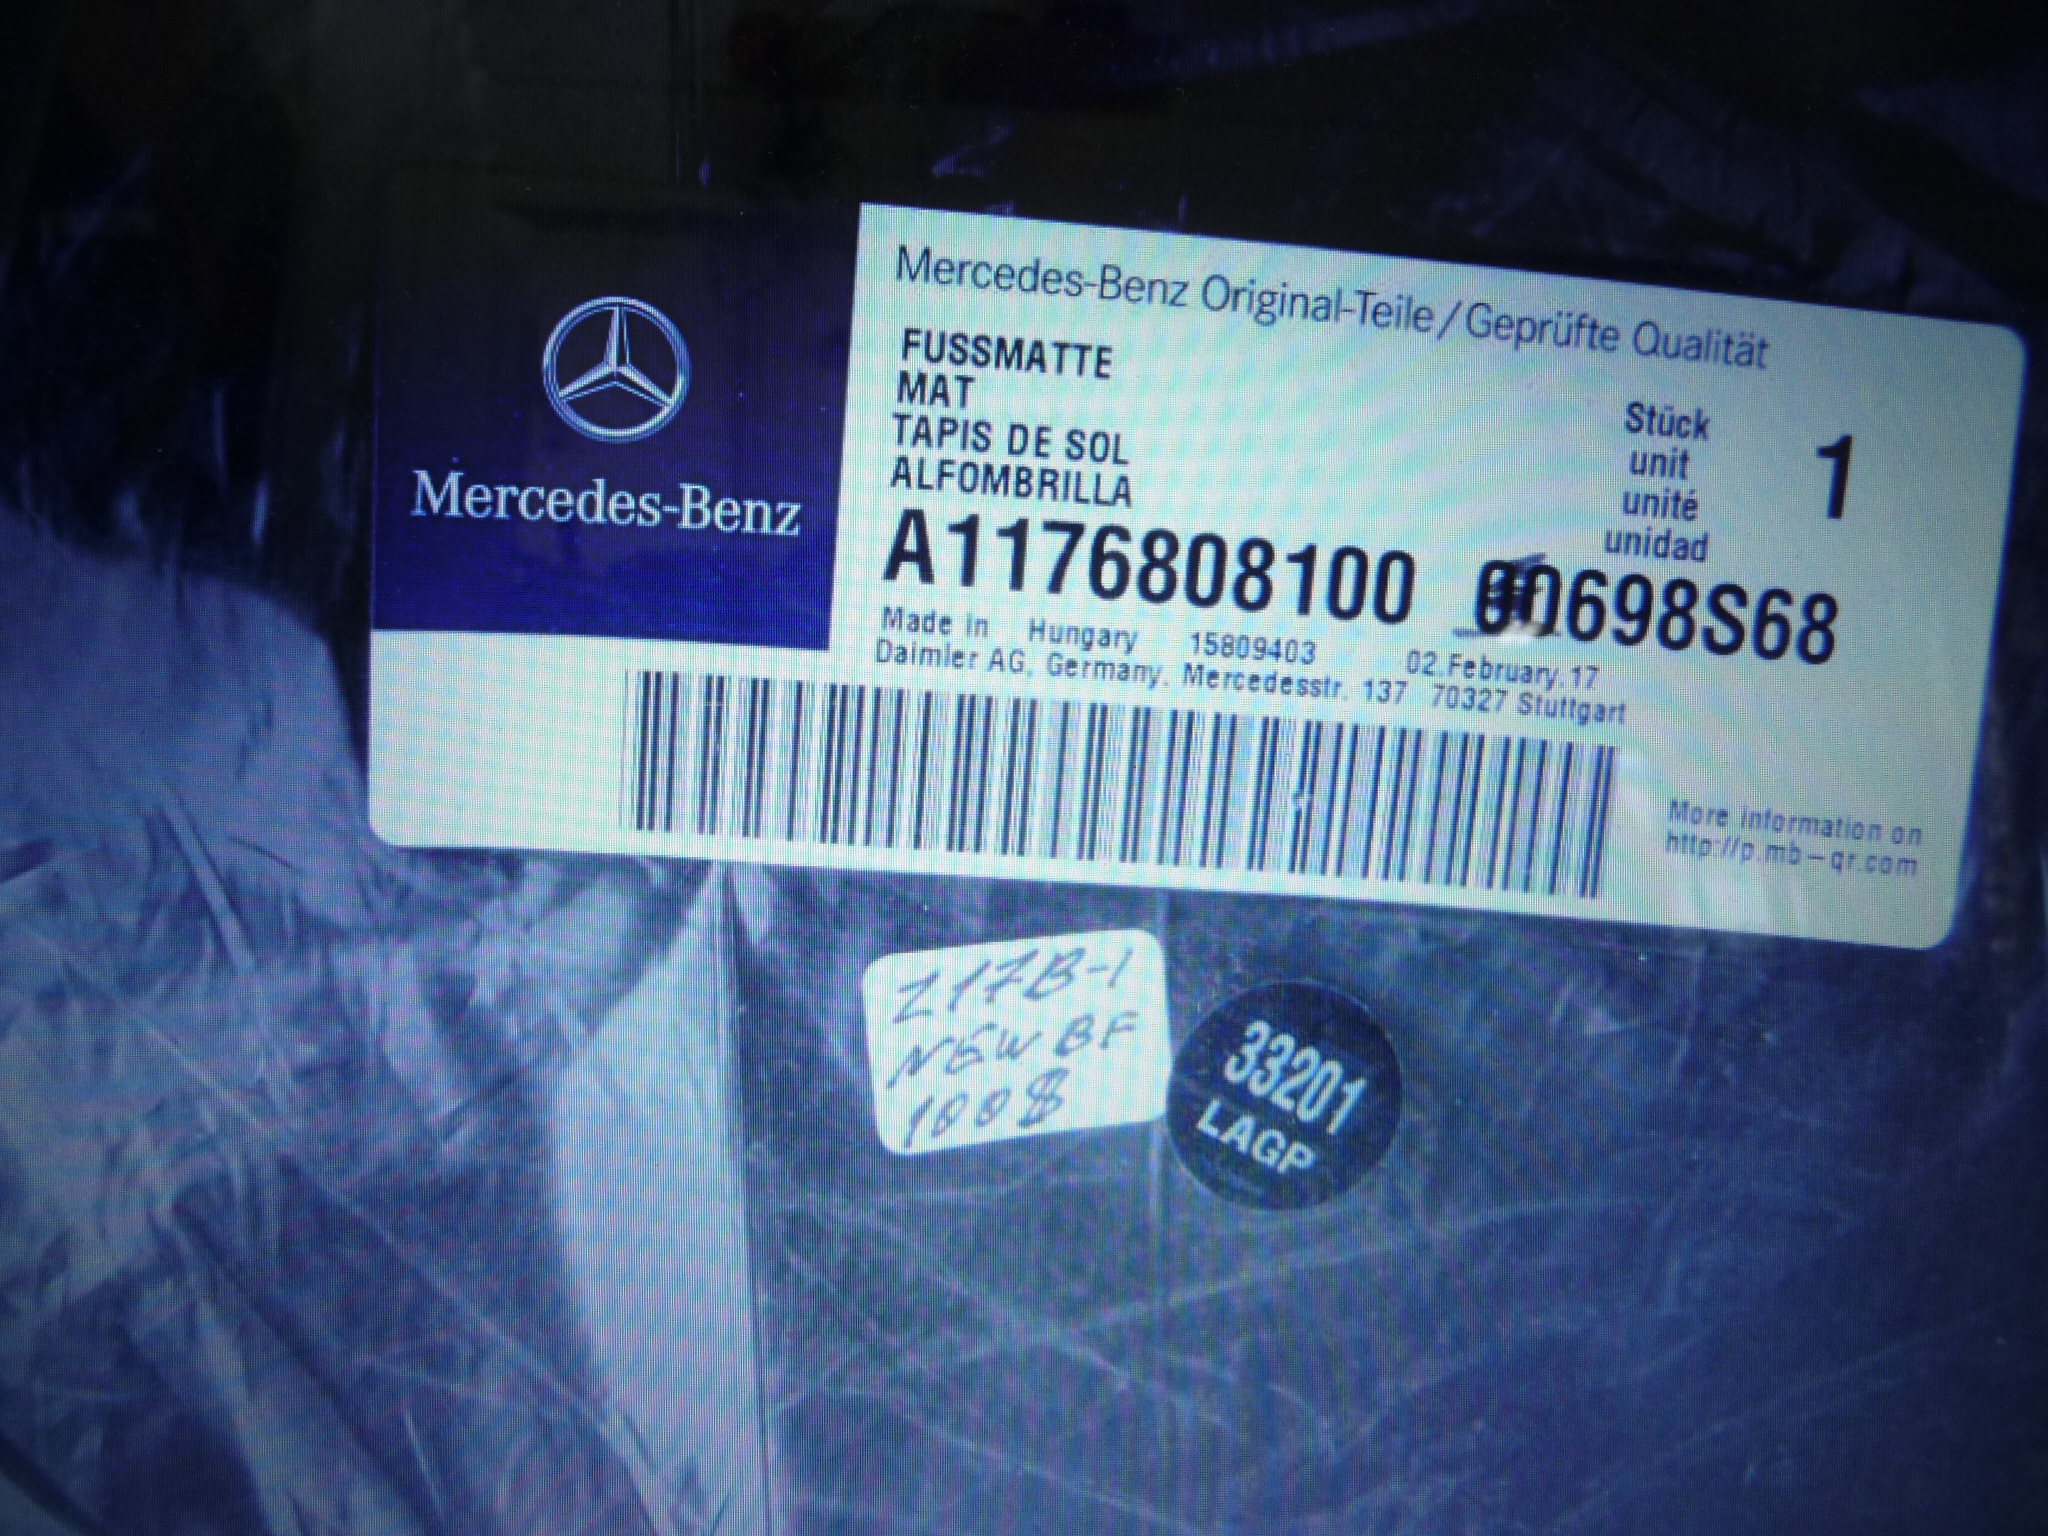 Mercedes-Benz
Mercedes-Benz Original-Teile/Geprüfte Qualität
FUSSMATTE
MAT
TAPIS DE SOL
ALFOMBRILLA
Stück
unit
unité
unidad
1
A1176808100 698S68
Made in Hungary 15809403 02.February.17
Daimler AG, Germany, Mercedesstr. 137 70327 Stuttgart
More information on
http://p.mb-qr.com
217B-1
NEW BF
100$
33201
LAGP